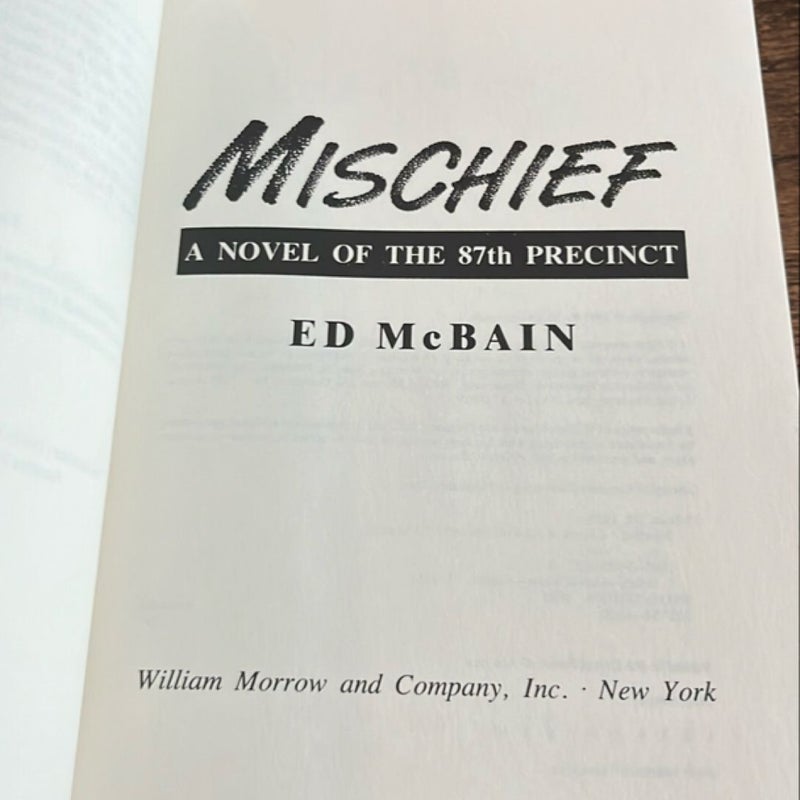 MISCHIEF
A NOVEL OF THE 87th PRECINCT
ED McBAIN
William Morrow and Company, Inc. · New York